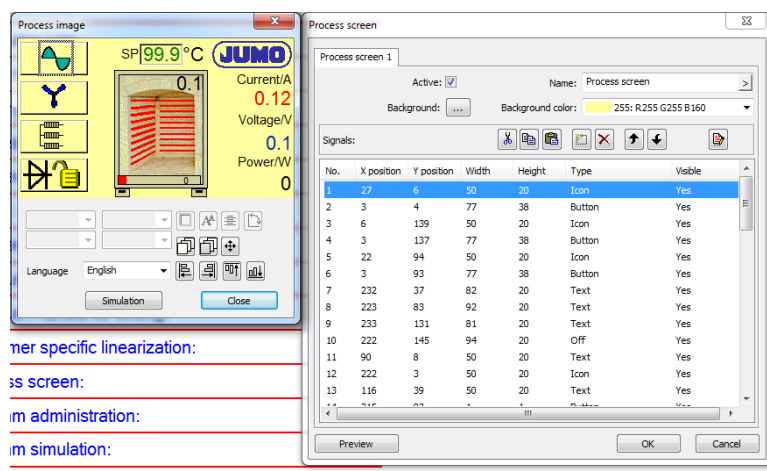 Process image
SP 99.9 °C JUMO
0.1
Current/A
0.12
Voltage/V
0.1
Power/W
0
0
Language English
Simulation Close
mer specific linearization:
ss screen:
am administration:
am simulation:
Process screen
Process screen 1
Active: Name: Process screen >
Background: ... Background color: 255: R255 G255 B160
Signals:
No. X position Y position Width Height Type Visible
1 27 6 50 20 Icon Yes
2 3 4 77 38 Button Yes
3 6 139 50 20 Icon Yes
4 3 137 77 38 Button Yes
5 22 94 50 20 Icon Yes
6 3 93 77 38 Button Yes
7 232 37 82 20 Text Yes
8 223 83 92 20 Text Yes
9 233 131 81 20 Text Yes
10 222 145 94 20 Off Yes
11 90 8 50 20 Text Yes
12 222 3 50 20 Icon Yes
13 116 39 50 20 Text Yes
Preview OK Cancel